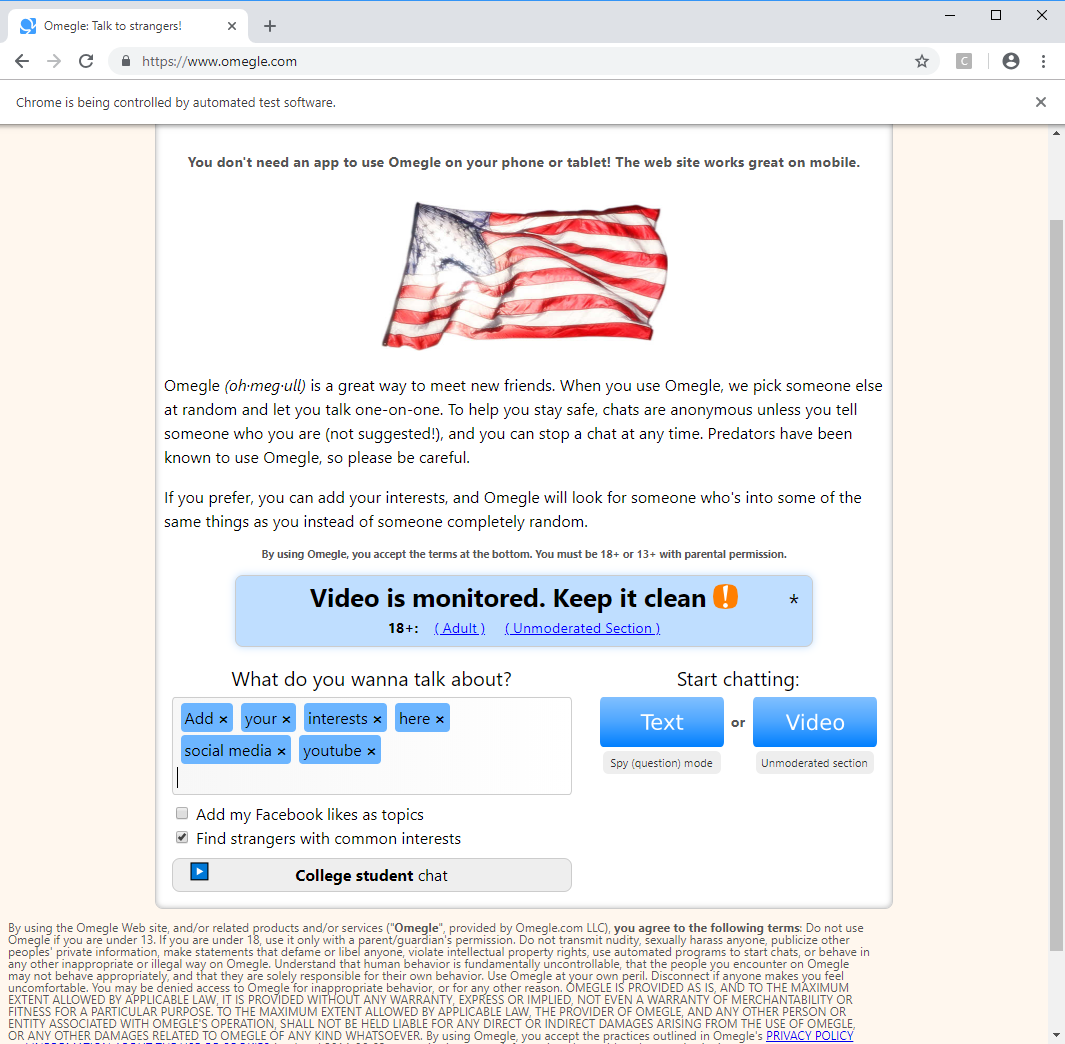 Omegle: Talk to strangers!
https://www.omegle.com
C
Chrome is being controlled by automated test software.
You don't need an app to use Omegle on your phone or tablet! The web site works great on mobile.
Omegle (oh·meg·ull) is a great way to meet new friends. When you use Omegle, we pick someone else
at random and let you talk one-on-one. To help you stay safe, chats are anonymous unless you tell
someone who you are (not suggested!), and you can stop a chat at any time. Predators have been
known to use Omegle, so please be careful.
If you prefer, you can add your interests, and Omegle will look for someone who's into some of the
same things as you instead of someone completely random.
By using Omegle, you accept the terms at the bottom. You must be 18+ or 13+ with parental permission.
Video is monitored. Keep it clean ! *
18+: ( Adult ) ( Unmoderated Section )
What do you wanna talk about?
Add × your × interests × here ×
social media × youtube ×
Add my Facebook likes as topics
Find strangers with common interests
College student chat
Start chatting:
Text or Video
Spy (question) mode Unmoderated section
By using the Omegle Web site, and/or related products and/or services ("Omegle", provided by Omegle.com LLC), you agree to the following terms: Do not use
Omegle if you are under 13. If you are under 18, use it only with a parent/guardian's permission. Do not transmit nudity, sexually harass anyone, publicize other
peoples' private information, make statements that defame or libel anyone, violate intellectual property rights, use automated programs to start chats, or behave in
any other inappropriate or illegal way on Omegle. Understand that human behavior is fundamentally uncontrollable, that the people you encounter on Omegle
may not behave appropriately, and that they are solely responsible for their own behavior. Use Omegle at your own peril. Disconnect if anyone makes you feel
uncomfortable. You may be denied access to Omegle for inappropriate behavior, or for any other reason. OMEGLE IS PROVIDED AS IS, AND TO THE MAXIMUM
EXTENT ALLOWED BY APPLICABLE LAW, IT IS PROVIDED WITHOUT ANY WARRANTY, EXPRESS OR IMPLIED, NOT EVEN A WARRANTY OF MERCHANTABILITY OR
FITNESS FOR A PARTICULAR PURPOSE. TO THE MAXIMUM EXTENT ALLOWED BY APPLICABLE LAW, THE PROVIDER OF OMEGLE, AND ANY OTHER PERSON OR
ENTITY ASSOCIATED WITH OMEGLE'S OPERATION, SHALL NOT BE HELD LIABLE FOR ANY DIRECT OR INDIRECT DAMAGES ARISING FROM THE USE OF OMEGLE,
OR ANY OTHER DAMAGES RELATED TO OMEGLE OF ANY KIND WHATSOEVER. By using Omegle, you accept the practices outlined in Omegle's PRIVACY POLICY